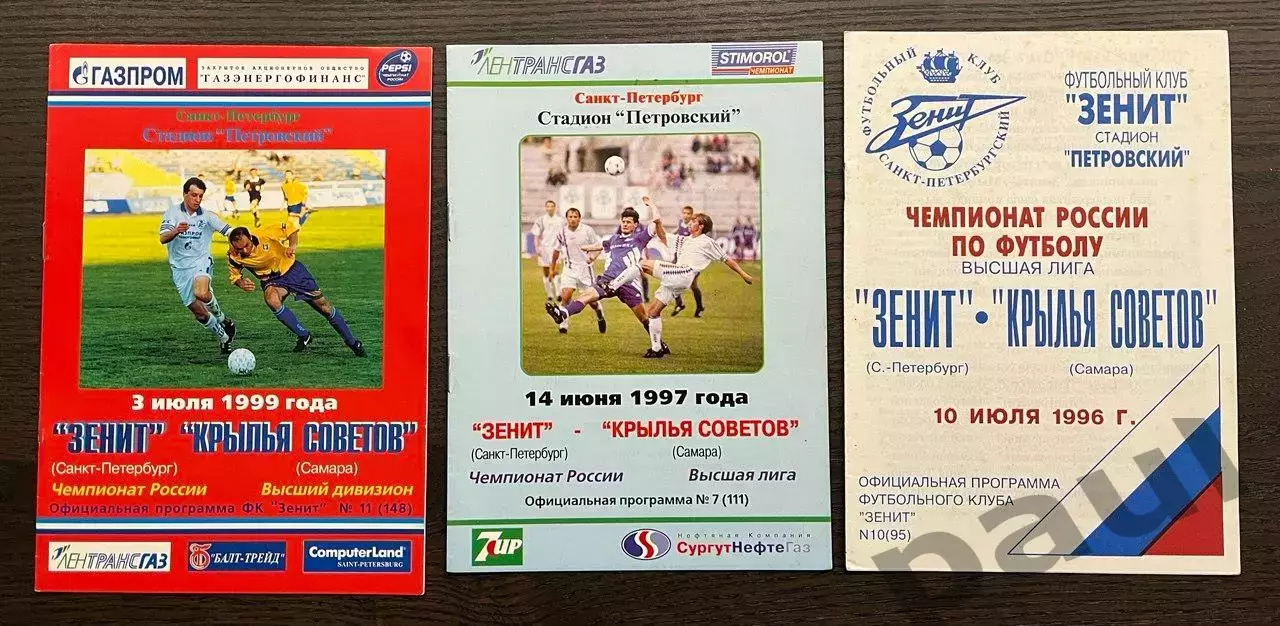 ГАЗПРОМ
ЗАКРЫТОЕ АКЦИОНЕРНОЕ ОБЩЕСТВО
"ГАЗЭНЕРГОФИНАНС"
PEPSI
Санкт-Петербург
Стадион "Петровский"
3 июля 1999 года
"ЗЕНИТ" "КРЫЛЬЯ СОВЕТОВ"
(Санкт-Петербург) (Самара)
Чемпионат России Высший дивизион
Официальная программа ФК "Зенит" № 11 (148)
ЛЕНТРАНСГАЗ
"БАЛТ-ТРЕЙД"
ComputerLand
SAINT-PETERSBURG
ЛЕНТРАНСГАЗ
STIMOROL
ЧЕМПИОНАТ
Санкт-Петербург
Стадион "Петровский"
14 июня 1997 года
"ЗЕНИТ" - "КРЫЛЬЯ СОВЕТОВ"
(Санкт-Петербург) (Самара)
Чемпионат России Высшая лига
Официальная программа № 7 (111)
7UP
Нефтяная Компания
СургутНефтеГаз
ФУТБОЛЬНЫЙ КЛУБ
Зенит
САНКТ-ПЕТЕРБУРГСКИЙ
ФУТБОЛЬНЫЙ КЛУБ
"ЗЕНИТ"
СТАДИОН
"ПЕТРОВСКИЙ"
ЧЕМПИОНАТ РОССИИ
ПО ФУТБОЛУ
ВЫСШАЯ ЛИГА
"ЗЕНИТ" • "КРЫЛЬЯ СОВЕТОВ"
(С.-Петербург) (Самара)
10 ИЮЛЯ 1996 Г.
ОФИЦИАЛЬНАЯ ПРОГРАММА
ФУТБОЛЬНОГО КЛУБА
"ЗЕНИТ"
N10(95)